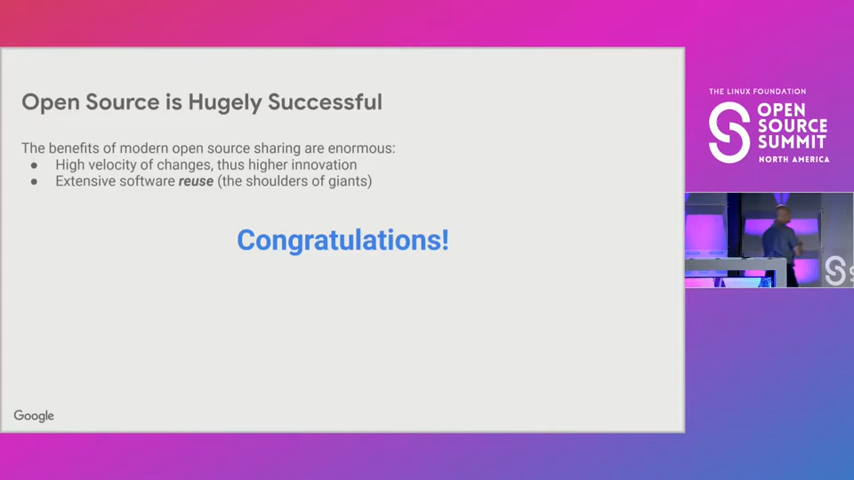 Open Source is Hugely Successful
The benefits of modern open source sharing are enormous:
● High velocity of changes, thus higher innovation
● Extensive software reuse (the shoulders of giants)
Congratulations!
Google
THE LINUX FOUNDATION
OPEN
SOURCE
SUMMIT
NORTH AMERICA